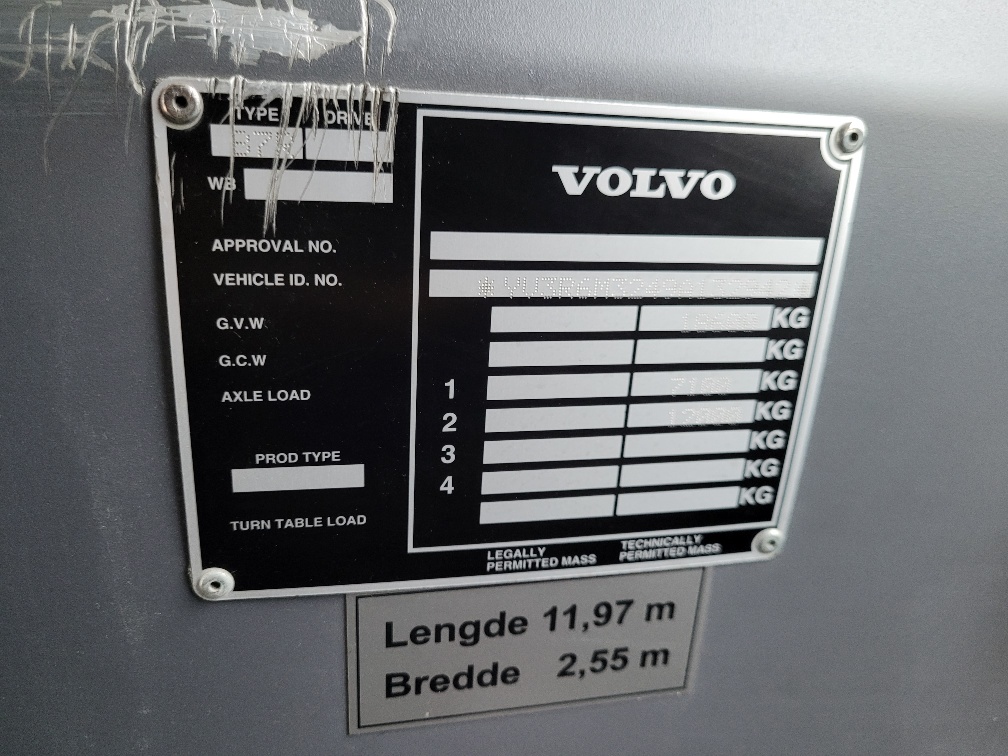 TYPE DRIVE
WB
VOLVO
APPROVAL NO.
VEHICLE ID. NO.
G.V.W KG
G.C.W KG
AXLE LOAD 1 7100 KG
2 KG
3 KG
PROD TYPE 4 KG
TURN TABLE LOAD KG
LEGALLY PERMITTED MASS
TECHNICALLY PERMITTED MASS
Lengde 11,97 m
Bredde 2,55 m